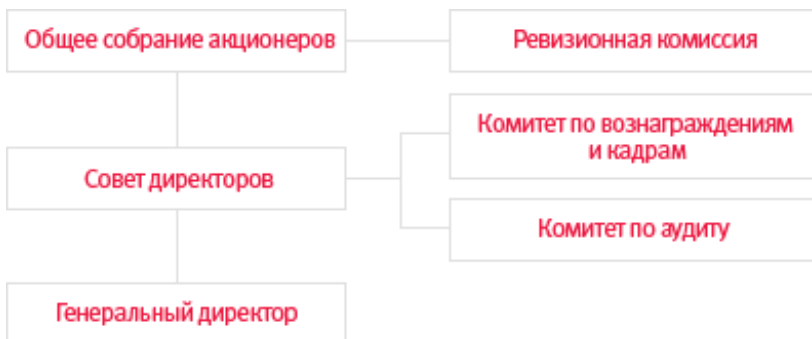 Общее собрание акционеров
Ревизионная комиссия
Комитет по вознаграждениям
и кадрам
Совет директоров
Комитет по аудиту
Генеральный директор